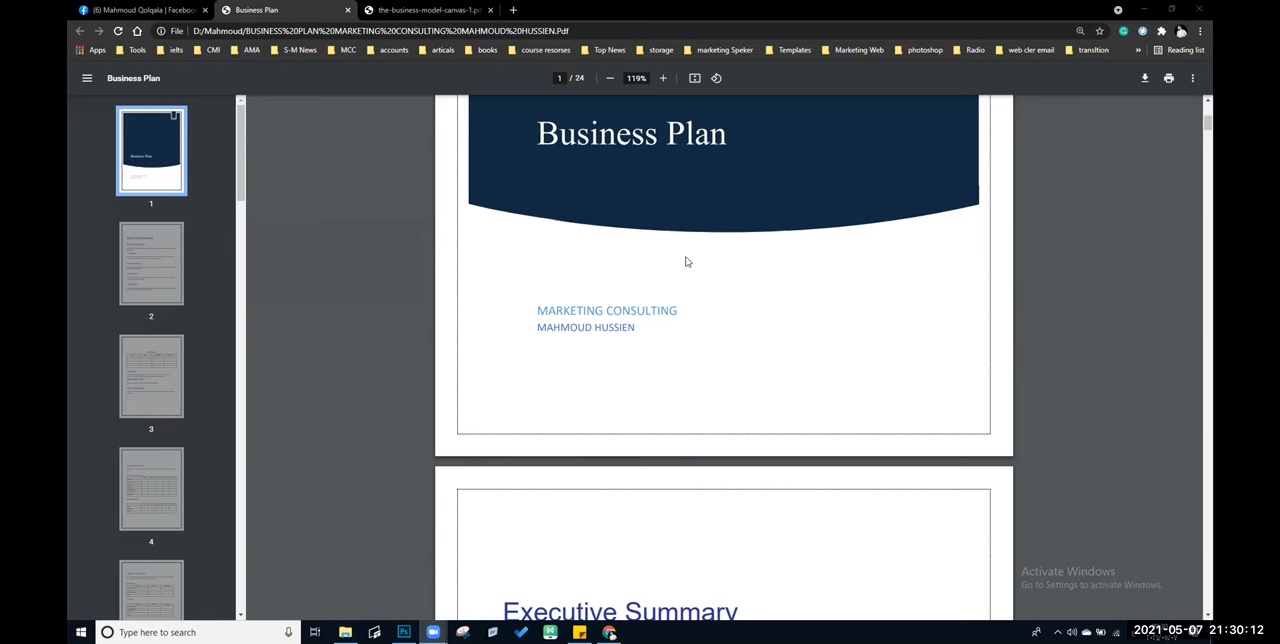 (6) Mahmoud Qolqala | Facebook
Business Plan
the-business-model-canvas-1.pd
File
D:/Mahmoud/BUSINESS%20PLAN%20MARKETING%20CONSULTING%20MAHMOUD%20HUSSIEN.Pdf
Apps Tools ielts CMI AMA S-M News MCC accounts articals books course resorses Top News storage marketing Speker Templates Marketing Web photoshop Radio web cler email transltion » Reading list
Business Plan
1 / 24
119%
Business Plan
MARKETING CONSULTING
MAHMOUD HUSSIEN
Executive Summary
1
2
3
4
Activate Windows
Go to Settings to activate Windows.
Type here to search
Ps
2021-05-07 21:30:12